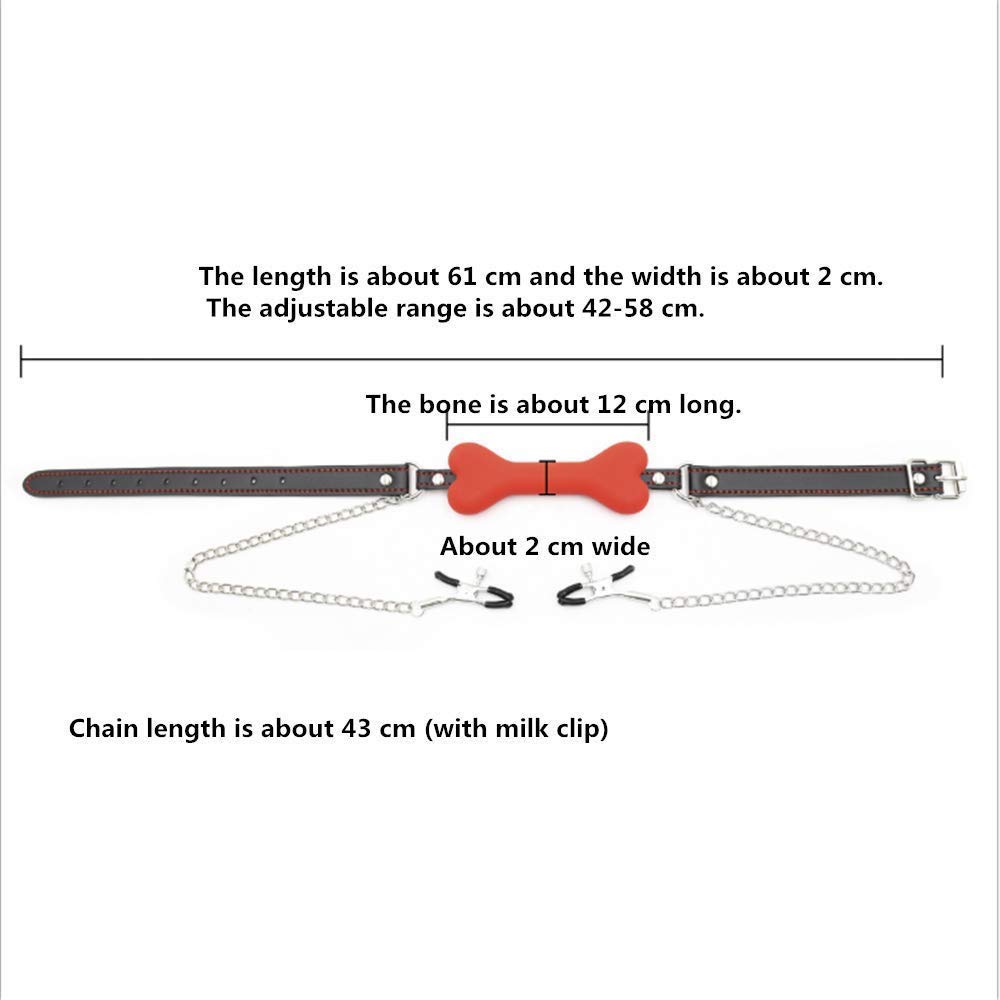 The length is about 61 cm and the width is about 2 cm.
The adjustable range is about 42-58 cm.
The bone is about 12 cm long.
About 2 cm wide
Chain length is about 43 cm (with milk clip)